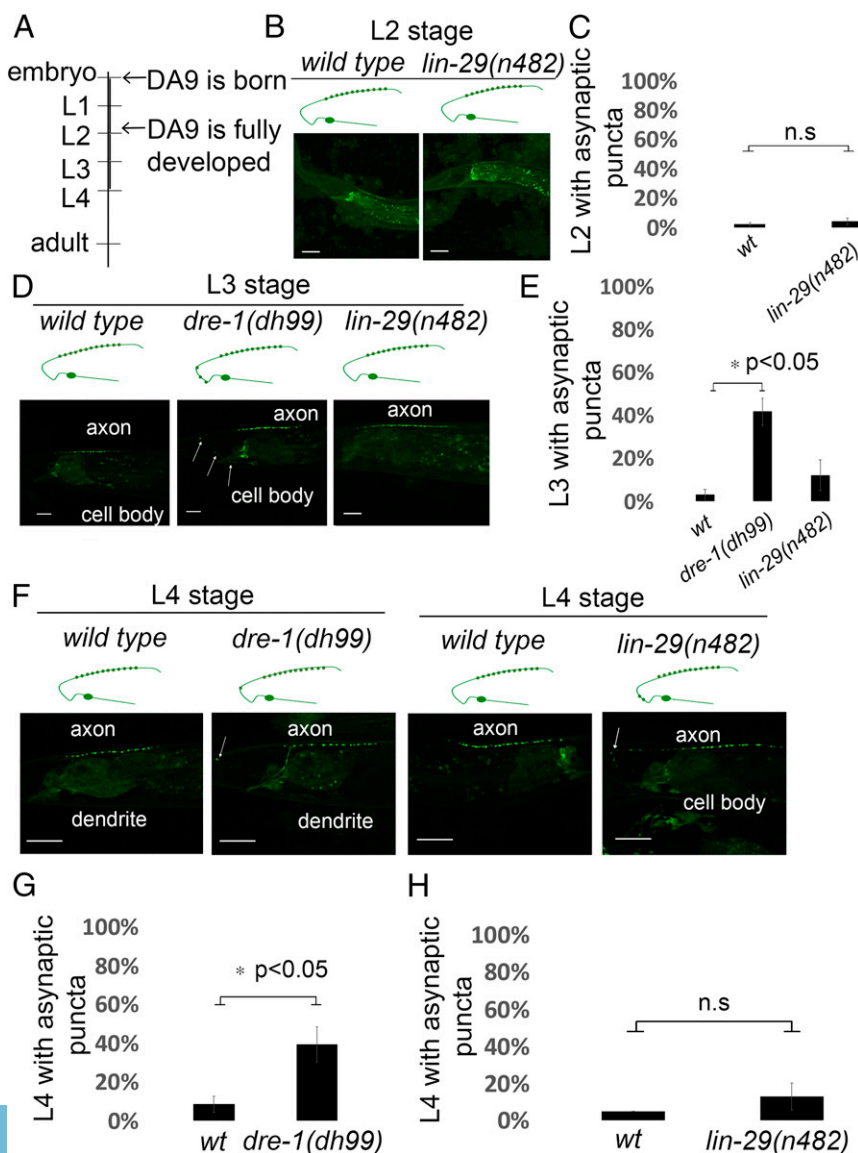 A
embryo
L1
L2
L3
L4
adult
DA9 is born
DA9 is fully
developed
B
L2 stage
wild type lin-29(n482)
C
L2 with asynaptic
puncta
100%
80%
60%
40%
20%
0%
n.s
wt
lin-29(n482)
D
L3 stage
wild type dre-1(dh99) lin-29(n482)
axon
cell body
axon
cell body
axon
E
L3 with asynaptic
puncta
100%
80%
60%
40%
20%
0%
* p<0.05
wt
dre-1(dh99)
lin-29(n482)
F
L4 stage
wild type dre-1(dh99)
axon
dendrite
axon
dendrite
L4 stage
wild type lin-29(n482)
axon
axon
cell body
G
L4 with asynaptic
puncta
100%
80%
60%
40%
20%
0%
* p<0.05
wt dre-1(dh99)
H
L4 with asynaptic
puncta
100%
80%
60%
40%
20%
0%
n.s
wt lin-29(n482)